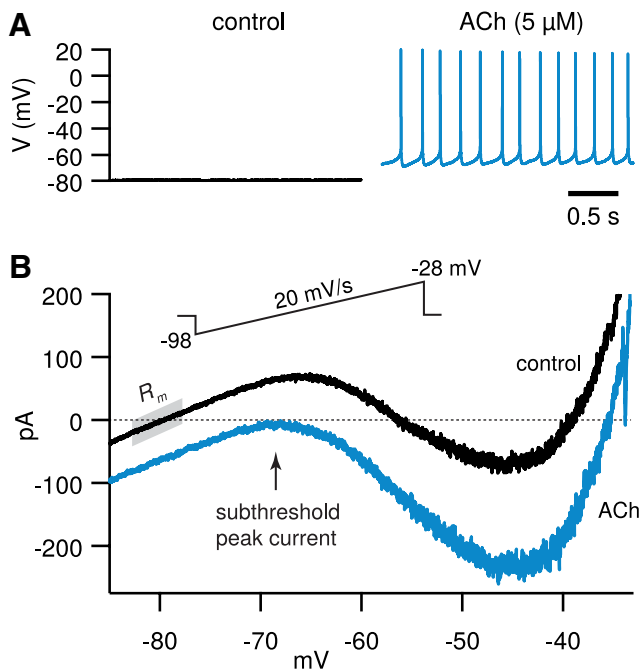 A
control
ACh (5 µM)
V (mV)
20
0
-20
-40
-60
-80
0.5 s
B
200
100
0
-100
-200
pA
-28 mV
20 mV/s
-98
Rm
control
subthreshold
peak current
ACh
-80
-70
-60
-50
-40
mV